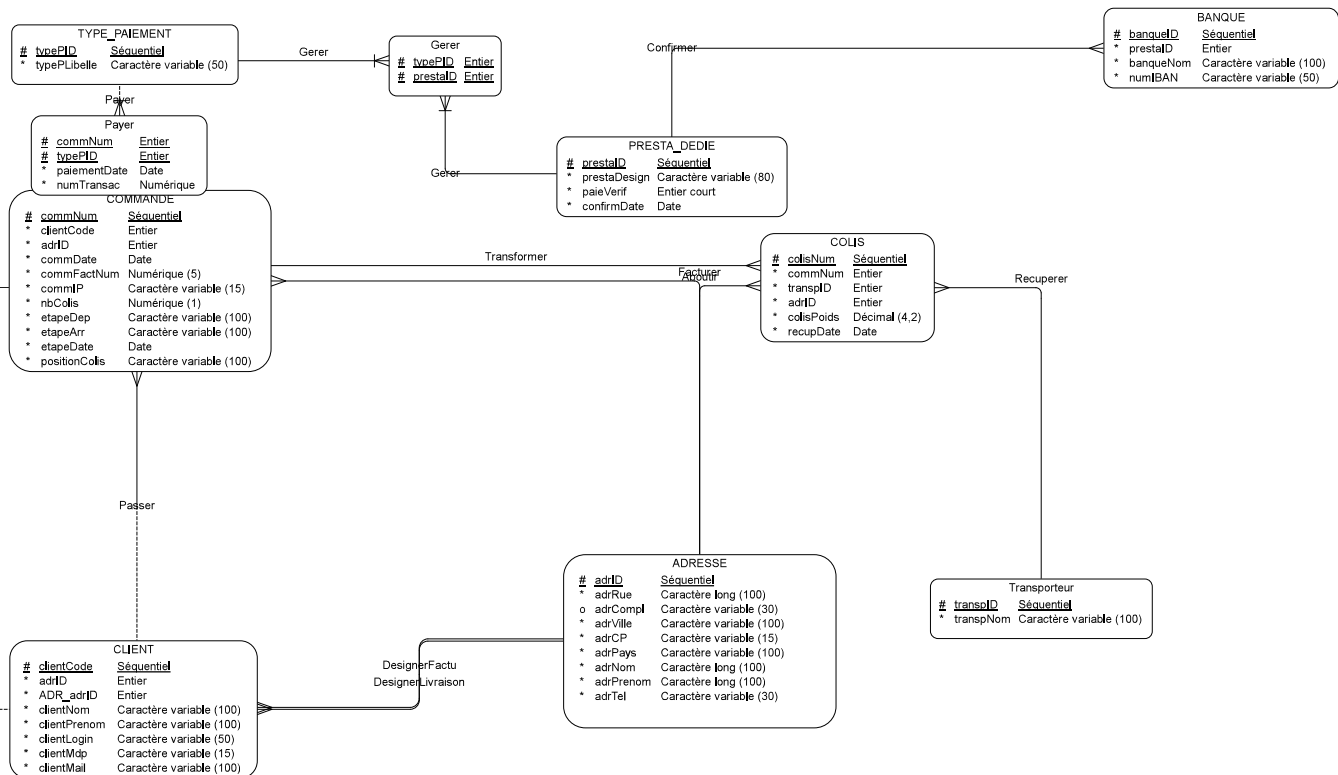 TYPE_PAIEMENT
# typePID Séquentiel
* typePLibelle Caractère variable (50)
Gerer
Gerer
# typePID Entier
# prestaID Entier
Confirmer
BANQUE
# banqueID Séquentiel
* prestaID Entier
* banqueNom Caractère variable (100)
* numIBAN Caractère variable (50)
Payer
Payer
# commNum Entier
# typePID Entier
* paiementDate Date
* numTransac Numérique
Gerer
PRESTA_DEDIE
# prestaID Séquentiel
* prestaDesign Caractère variable (80)
* paieVerif Entier court
* confirmDate Date
COMMANDE
# commNum Séquentiel
* clientCode Entier
* adrID Entier
* commDate Date
* commFactNum Numérique (5)
* commIP Caractère variable (15)
* nbColis Numérique (1)
* etapeDep Caractère variable (100)
* etapeArr Caractère variable (100)
* etapeDate Date
* positionColis Caractère variable (100)
Transformer
Facturer
Aboutir
COLIS
# colisNum Séquentiel
* commNum Entier
* transpID Entier
* adrID Entier
* colisPoids Décimal (4,2)
* recupDate Date
Recuperer
Passer
ADRESSE
# adrID Séquentiel
* adrRue Caractère long (100)
o adrCompl Caractère variable (30)
* adrVille Caractère variable (100)
* adrCP Caractère variable (15)
* adrPays Caractère variable (100)
* adrNom Caractère long (100)
* adrPrenom Caractère long (100)
* adrTel Caractère variable (30)
Transporteur
# transpID Séquentiel
* transpNom Caractère variable (100)
DesignerFactu
DesignerLivraison
CLIENT
# clientCode Séquentiel
* adrID Entier
* ADR_adrID Entier
* clientNom Caractère variable (100)
* clientPrenom Caractère variable (100)
* clientLogin Caractère variable (50)
* clientMdp Caractère variable (15)
* clientMail Caractère variable (100)